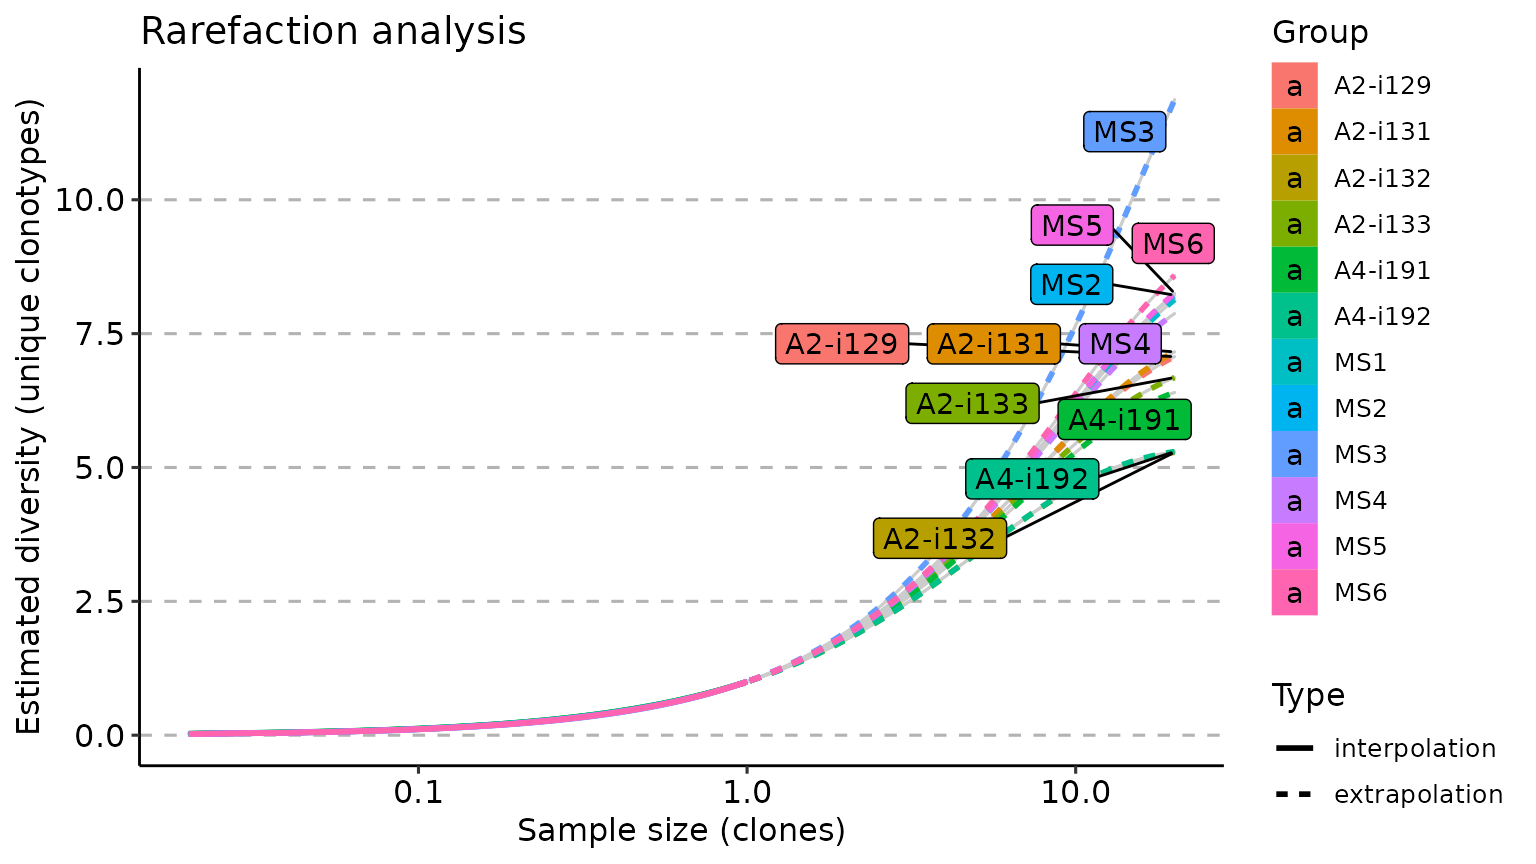 Rarefaction analysis
Estimated diversity (unique clonotypes)
10.0
7.5
5.0
2.5
0.0
0.1
1.0
10.0
Sample size (clones)
MS3
MS5
MS6
MS2
A2-i129
A2-i131
MS4
A2-i133
A4-i191
A4-i192
A2-i132
Group
a A2-i129
a A2-i131
a A2-i132
a A2-i133
a A4-i191
a A4-i192
a MS1
a MS2
a MS3
a MS4
a MS5
a MS6
Type
interpolation
extrapolation